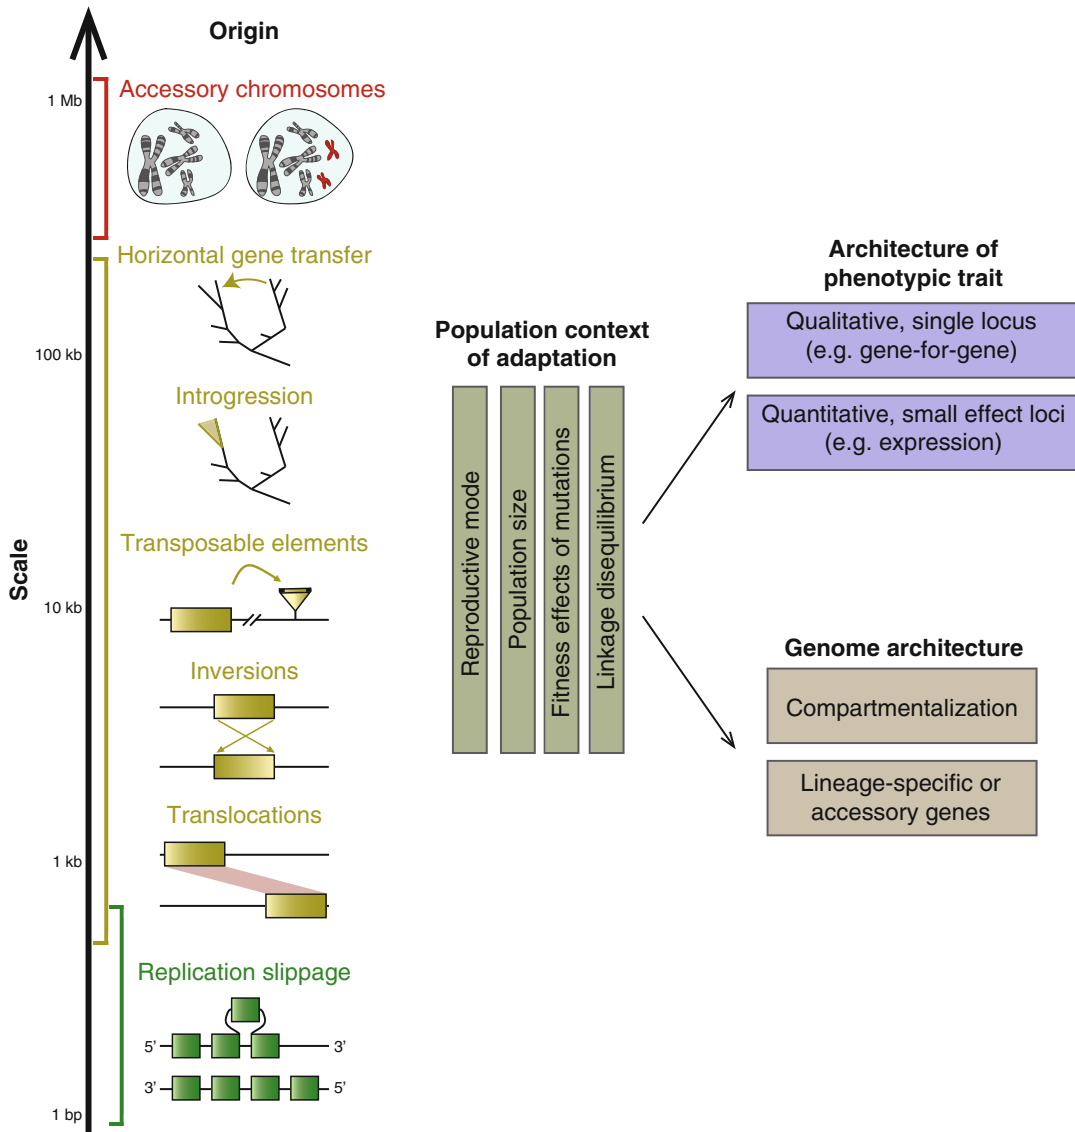 Origin
Scale
1 Mb
100 kb
10 kb
1 kb
1 bp
Accessory chromosomes
Horizontal gene transfer
Introgression
Transposable elements
Inversions
Translocations
Replication slippage
5’ 3’
3’ 5’
Population context
of adaptation
Reproductive mode
Population size
Fitness effects of mutations
Linkage disequilibrium
Architecture of
phenotypic trait
Qualitative, single locus
(e.g. gene-for-gene)
Quantitative, small effect loci
(e.g. expression)
Genome architecture
Compartmentalization
Lineage-specific or
accessory genes